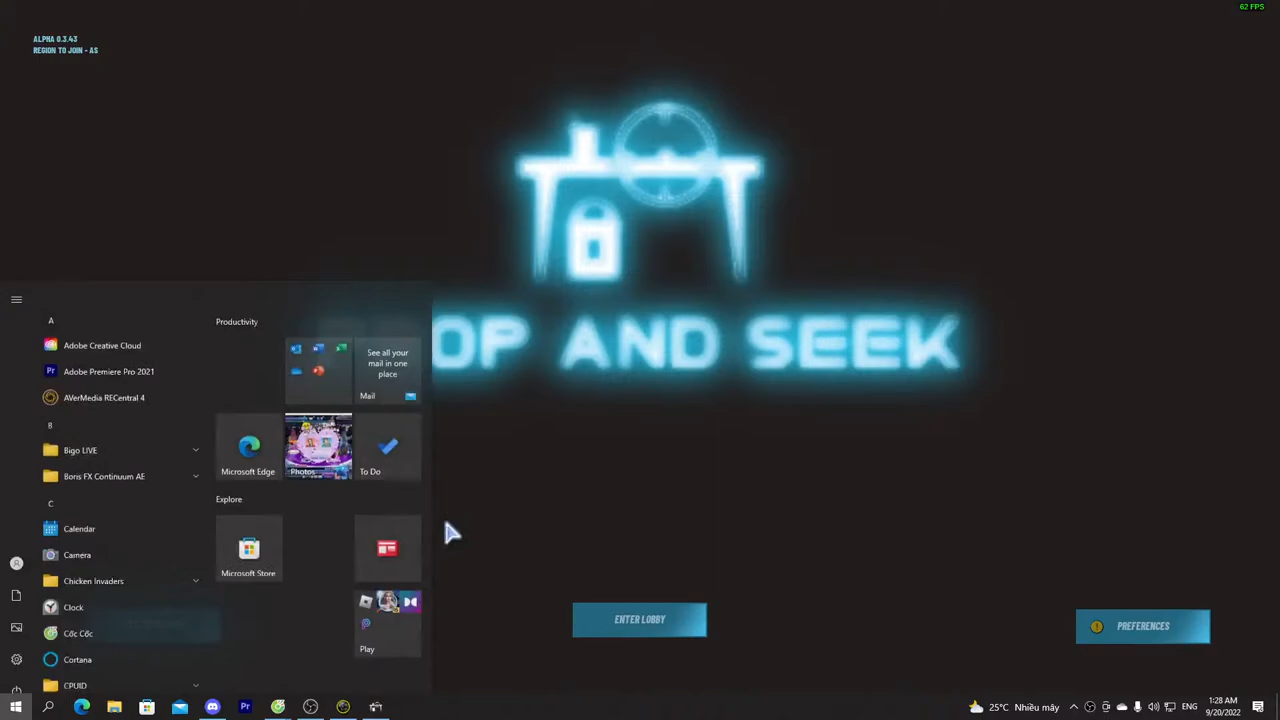 62 FPS
ALPHA 0.3.43
REGION TO JOIN - AS
OP AND SEEK
A
Adobe Creative Cloud
Adobe Premiere Pro 2021
AVerMedia RECentral 4
B
Bigo LIVE
Boris FX Continuum AE
C
Calendar
Camera
Chicken Invaders
Clock
Cốc Cốc
Cortana
CPUID
Productivity
See all your
mail in one
place
Mail
Microsoft Edge
Photos
To Do
Explore
Microsoft Store
Play
ENTER LOBBY
PREFERENCES
25°C Nhiều mây
1:28 AM
9/20/2022